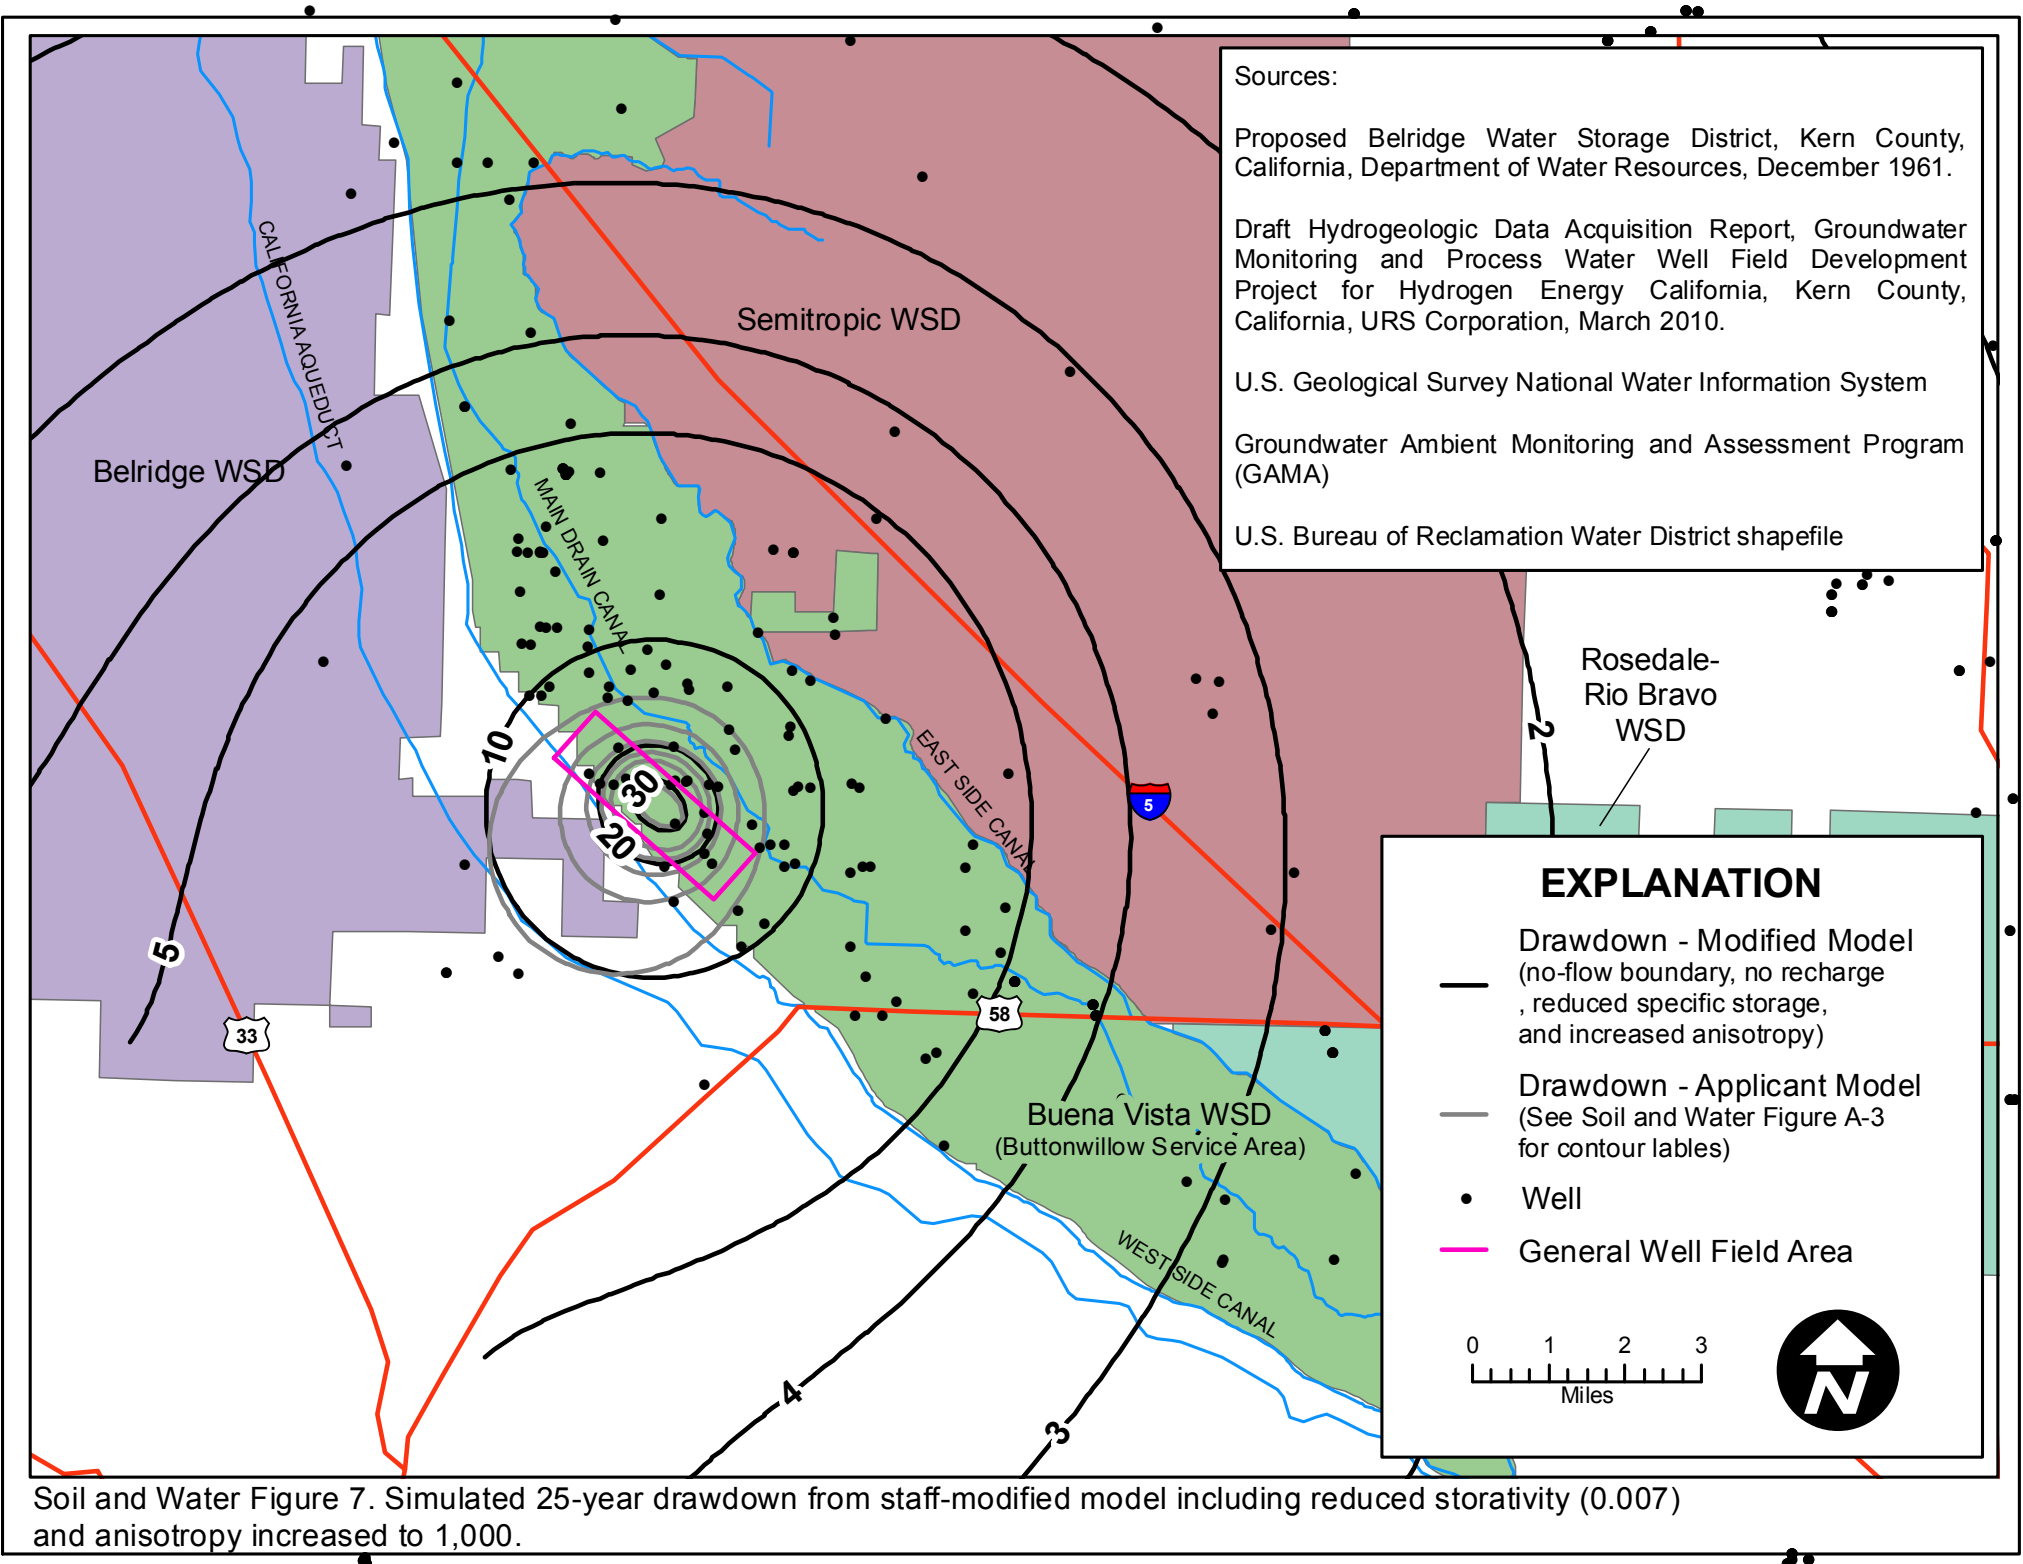 Sources:
Proposed Belridge Water Storage District, Kern County,
California, Department of Water Resources, December 1961.
Draft Hydrogeologic Data Acquisition Report, Groundwater
Monitoring and Process Water Well Field Development
Project for Hydrogen Energy California, Kern County,
California, URS Corporation, March 2010.
U.S. Geological Survey National Water Information System
Groundwater Ambient Monitoring and Assessment Program
(GAMA)
U.S. Bureau of Reclamation Water District shapefile
CALIFORNIA AQUEDUCT
Semitropic WSD
Belridge WSD
MAIN DRAIN CANAL
Rosedale-
Rio Bravo
WSD
2
10
30
20
EAST SIDE CANAL
5
5
33
58
Buena Vista WSD
(Buttonwillow Service Area)
WEST SIDE CANAL
4
3
EXPLANATION
Drawdown - Modified Model
(no-flow boundary, no recharge
, reduced specific storage,
and increased anisotropy)
Drawdown - Applicant Model
(See Soil and Water Figure A-3
for contour lables)
Well
General Well Field Area
0 1 2 3
Miles
N
Soil and Water Figure 7. Simulated 25-year drawdown from staff-modified model including reduced storativity (0.007)
and anisotropy increased to 1,000.